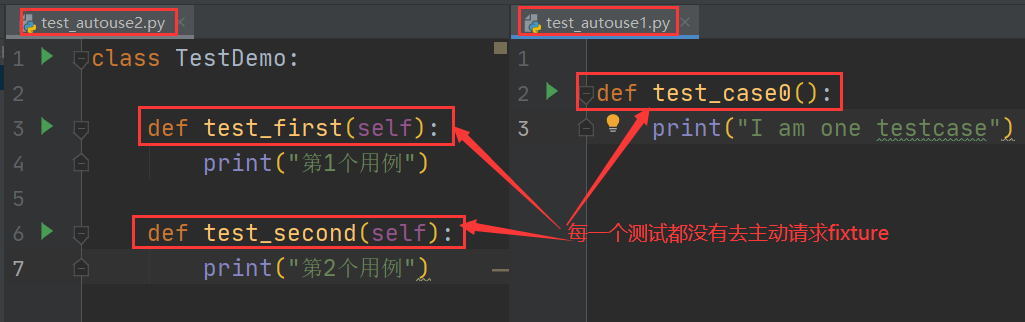 test_autouse2.py
1 class TestDemo:
2
3 def test_first(self):
4 print("第1个用例")
5
6 def test_second(self):
7 print("第2个用例")
test_autouse1.py
1
2 def test_case0():
3 print("I am one testcase")
每一个测试都没有去主动请求fixture